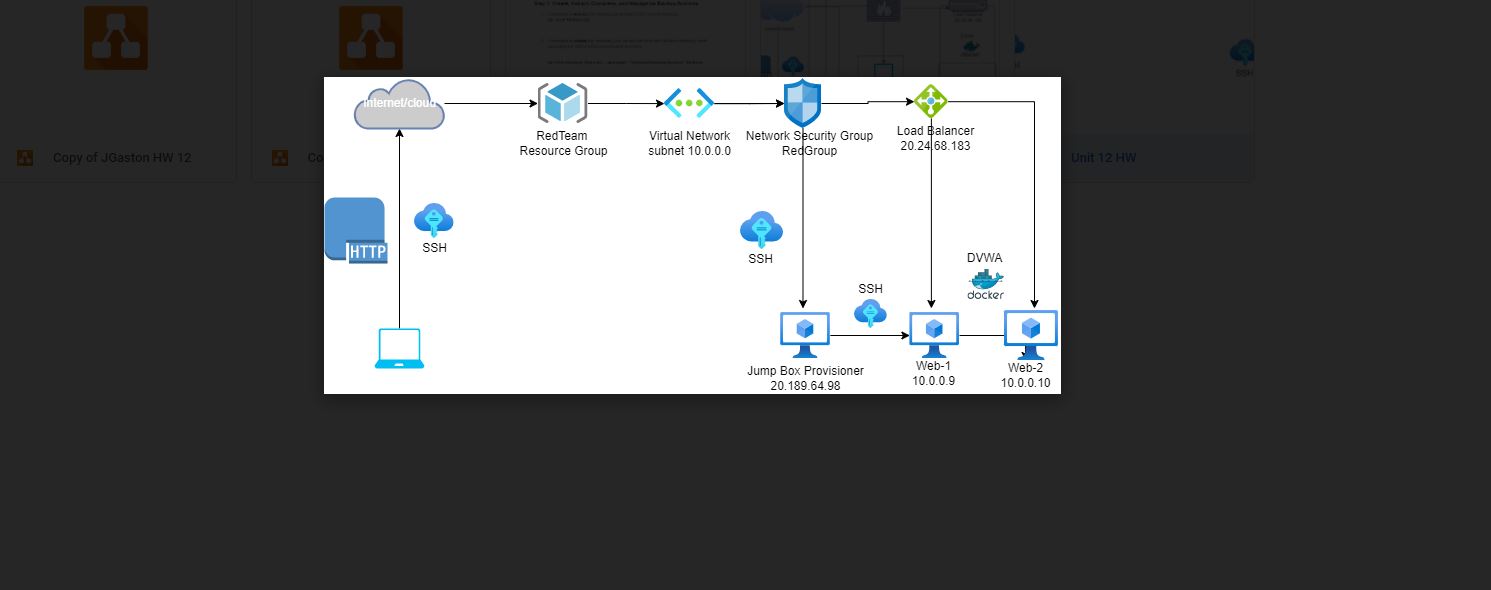 Copy of JGaston HW 12
Co
Unit 12 HW
internet/cloud
RedTeam
Resource Group
Virtual Network
subnet 10.0.0.0
Network Security Group
RedGroup
Load Balancer
20.24.68.183
HTTP
SSH
SSH
SSH
DVWA
docker
Jump Box Provisioner
20.189.64.98
Web-1
10.0.0.9
Web-2
10.0.0.10
SSH